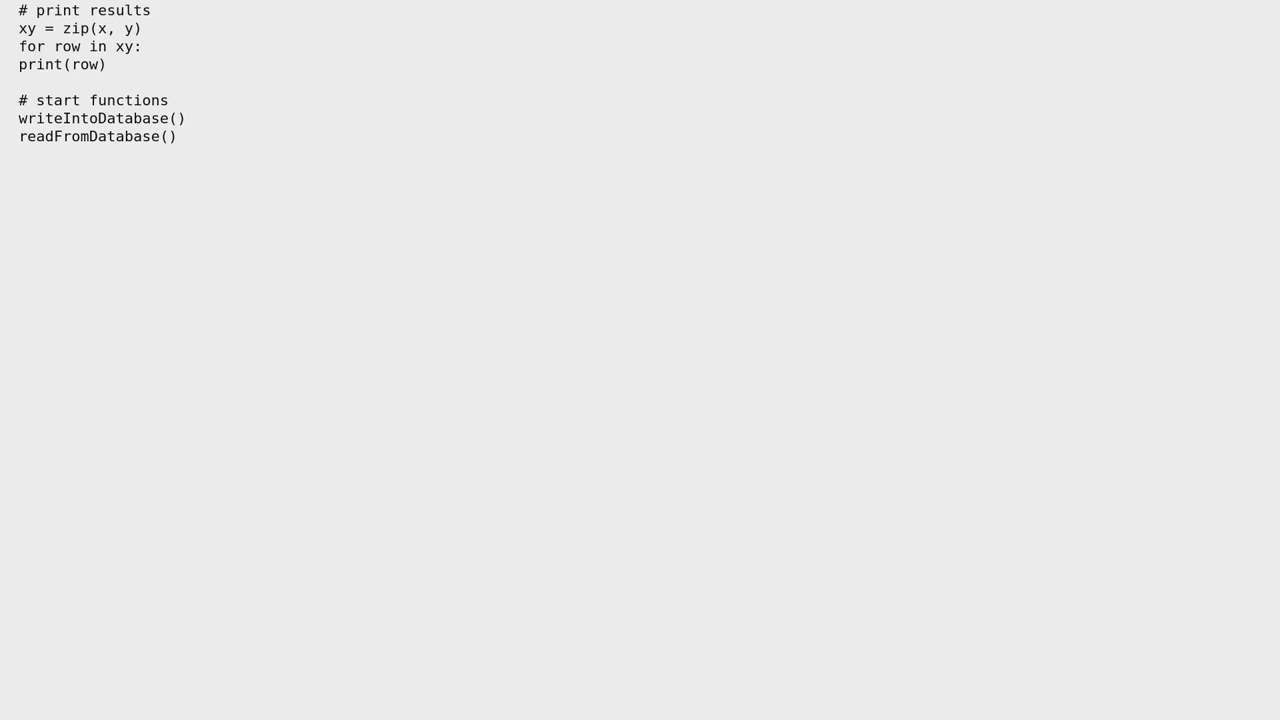 # print results
xy = zip(x, y)
for row in xy:
print(row)

# start functions
writeIntoDatabase()
readFromDatabase()